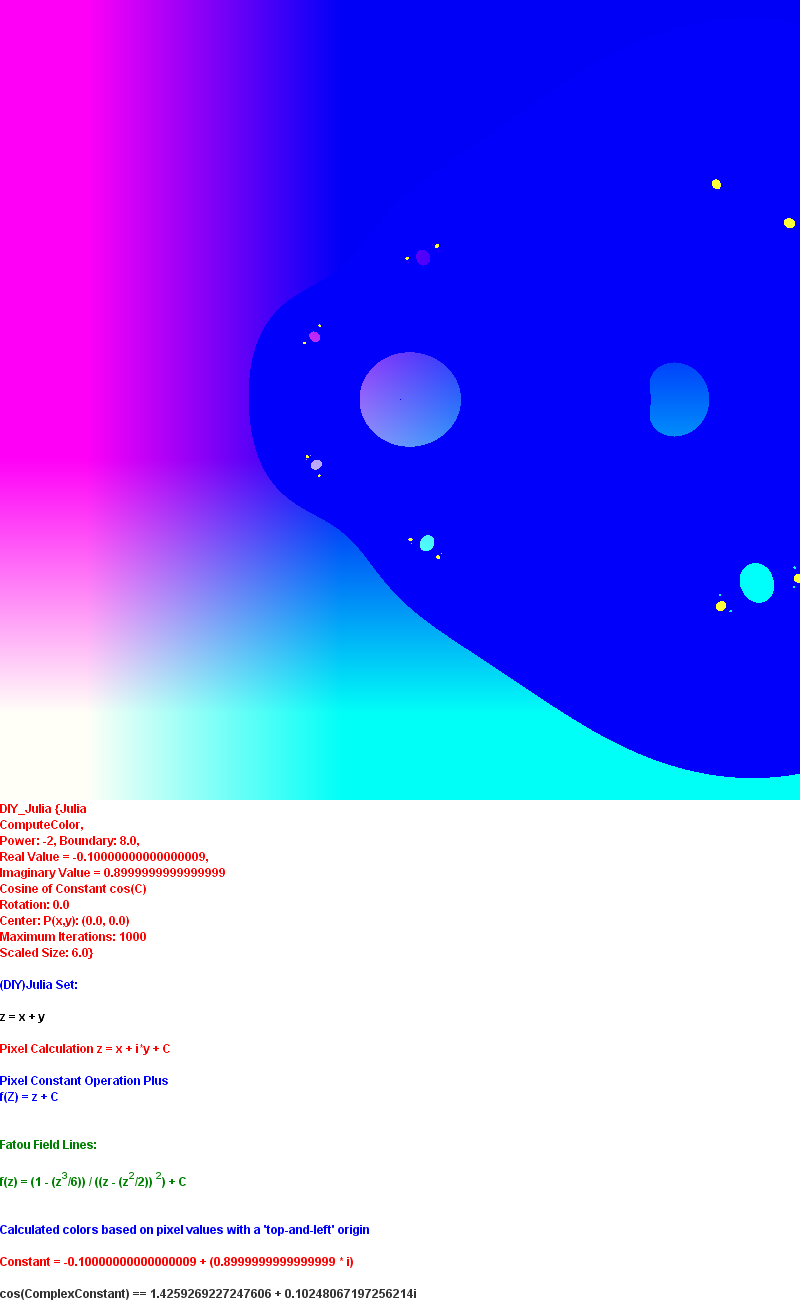 DIY_Julia {Julia
ComputeColor,
Power: -2, Boundary: 8.0,
Real Value = -0.10000000000000009,
Imaginary Value = 0.8999999999999999
Cosine of Constant cos(C)
Rotation: 0.0
Center: P(x,y): (0.0, 0.0)
Maximum Iterations: 1000
Scaled Size: 6.0}
(DIY)Julia Set:
z = x + y
Pixel Calculation z = x + i*y + C
Pixel Constant Operation Plus
f(Z) = z + C
Fatou Field Lines:
f(z) = (1 - (z³/6)) / ((z - (z²/2)) ²) + C
Calculated colors based on pixel values with a 'top-and-left' origin
Constant = -0.10000000000000009 + (0.8999999999999999 * i)
cos(ComplexConstant) == 1.4259269227247606 + 0.10248067197256214i